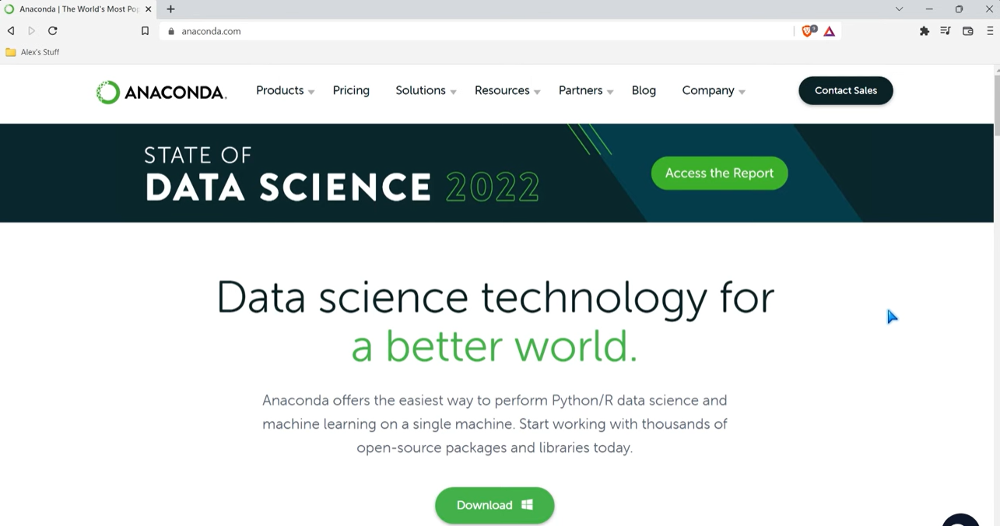 Anaconda | The World's Most Pop
anaconda.com
9
Alex's Stuff
ANACONDA.
Products Pricing Solutions Resources Partners Blog Company Contact Sales
STATE OF
DATA SCIENCE 2022
Access the Report
Data science technology for
a better world.
Anaconda offers the easiest way to perform Python/R data science and
machine learning on a single machine. Start working with thousands of
open-source packages and libraries today.
Download